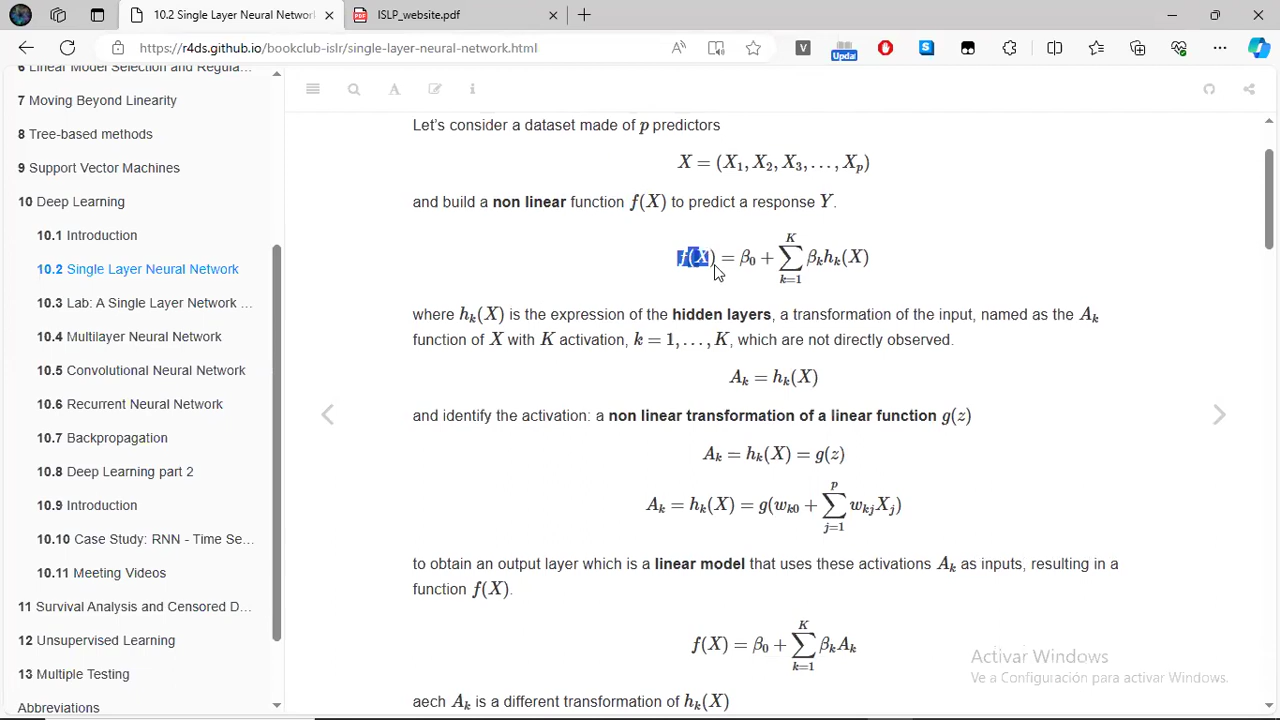 10.2 Single Layer Neural Networ
ISLP_website.pdf
https://r4ds.github.io/bookclub-islr/single-layer-neural-network.html
Updat
6 Linear Model Selection and Regula...
7 Moving Beyond Linearity
8 Tree-based methods
9 Support Vector Machines
10 Deep Learning
10.1 Introduction
10.2 Single Layer Neural Network
10.3 Lab: A Single Layer Network ...
10.4 Multilayer Neural Network
10.5 Convolutional Neural Network
10.6 Recurrent Neural Network
10.7 Backpropagation
10.8 Deep Learning part 2
10.9 Introduction
10.10 Case Study: RNN - Time Se...
10.11 Meeting Videos
11 Survival Analysis and Censored D...
12 Unsupervised Learning
13 Multiple Testing
Abbreviations
Let's consider a dataset made of p predictors
X = (X₁, X₂, X₃, . . . , Xₚ)
and build a non linear function f(X) to predict a response Y.
f(X) = β₀ + ∑_{k=1}^{K} βₖhₖ(X)
where hₖ(X) is the expression of the hidden layers, a transformation of the input, named as the Aₖ
function of X with K activation, k = 1, . . . , K, which are not directly observed.
Aₖ = hₖ(X)
and identify the activation: a non linear transformation of a linear function g(z)
Aₖ = hₖ(X) = g(z)
Aₖ = hₖ(X) = g(w_{k0} + ∑_{j=1}^{p} w_{kj}X_j)
to obtain an output layer which is a linear model that uses these activations Aₖ as inputs, resulting in a
function f(X).
f(X) = β₀ + ∑_{k=1}^{K} βₖAₖ
aech Aₖ is a different transformation of hₖ(X)
Activar Windows
Ve a Configuración para activar Windows.